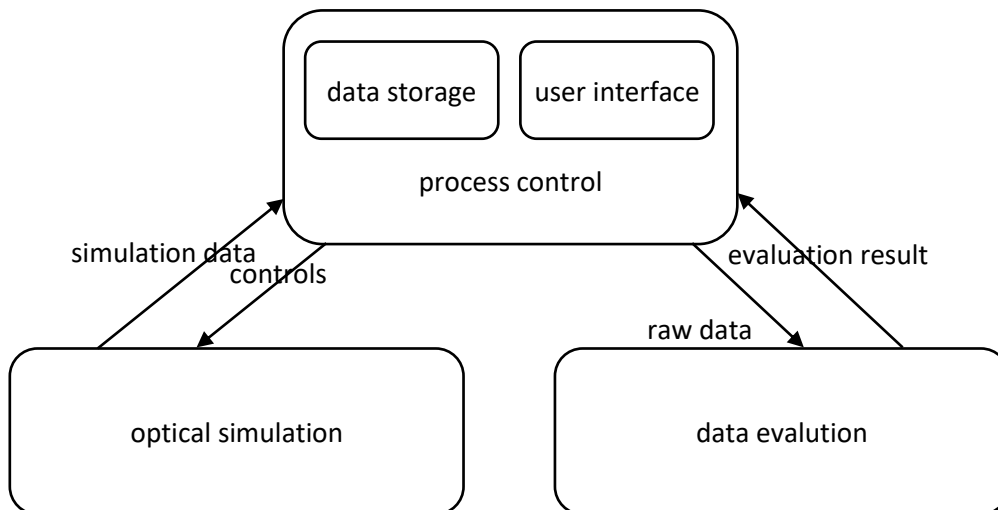 data storage
user interface
process control
simulation data
controls
evaluation result
raw data
optical simulation
data evalution